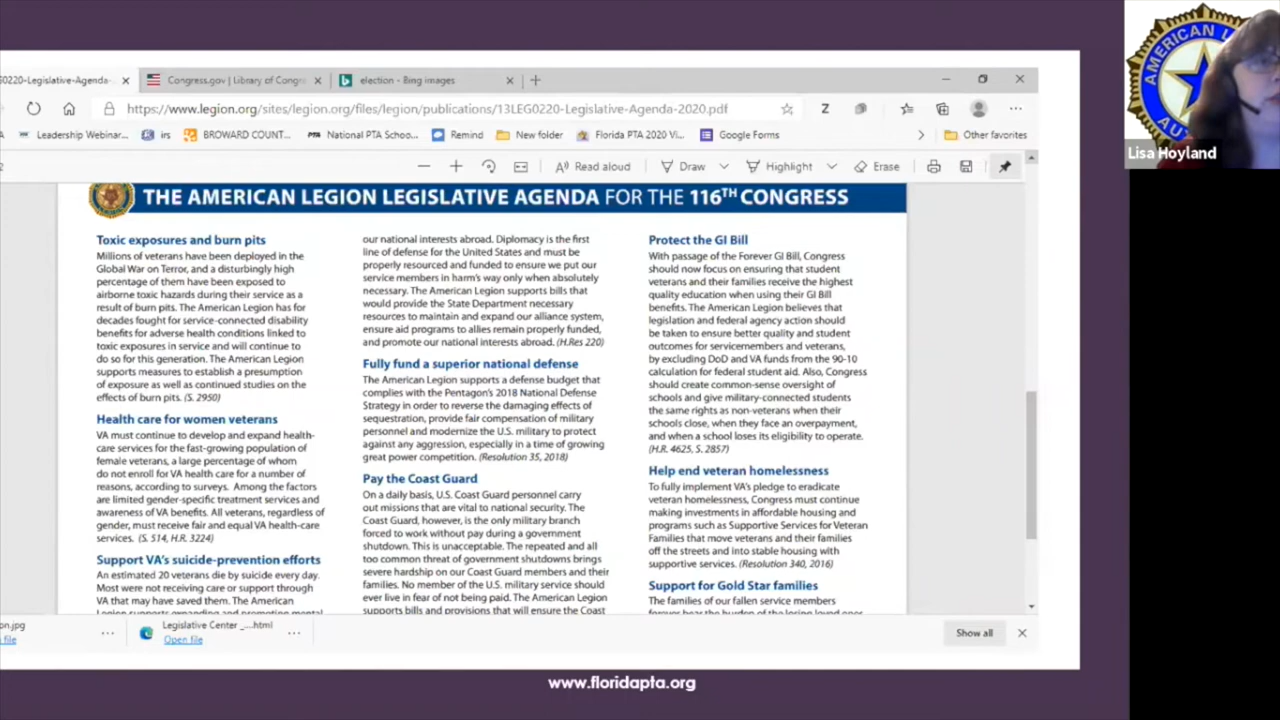 G0220-Legislative-Agenda-
Congress.gov | Library of Congre
election - Bing images
https://www.legion.org/sites/legion.org/files/legion/publications/13LEG0220-Legislative-Agenda-2020.pdf
Leadership Webinar...
irs
BROWARD COUNT...
National PTA Schoo...
Remind
New folder
Florida PTA 2020 Vi...
Google Forms
Other favorites
Read aloud
Draw
Highlight
Erase
THE AMERICAN LEGION LEGISLATIVE AGENDA FOR THE 116TH CONGRESS
Toxic exposures and burn pits
Millions of veterans have been deployed in the
Global War on Terror, and a disturbingly high
percentage of them have been exposed to
airborne toxic hazards during their service as a
result of burn pits. The American Legion has for
decades fought for service-connected disability
benefits for adverse health conditions linked to
toxic exposures in service and will continue to
do so for this generation. The American Legion
supports measures to establish a presumption
of exposure as well as continued studies on the
effects of burn pits. (S. 2950)
Health care for women veterans
VA must continue to develop and expand health-
care services for the fast-growing population of
female veterans, a large percentage of whom
do not enroll for VA health care for a number of
reasons, according to surveys. Among the factors
are limited gender-specific treatment services and
awareness of VA benefits. All veterans, regardless of
gender, must receive fair and equal VA health-care
services. (S. 514, H.R. 3224)
Support VA's suicide-prevention efforts
An estimated 20 veterans die by suicide every day.
Most were not receiving care or support through
VA that may have saved them. The American
Legion supports expanding and promoting mental
our national interests abroad. Diplomacy is the first
line of defense for the United States and must be
properly resourced and funded to ensure we put our
service members in harm's way only when absolutely
necessary. The American Legion supports bills that
would provide the State Department necessary
resources to maintain and expand our alliance system,
ensure aid programs to allies remain properly funded,
and promote our national interests abroad. (H.Res 220)
Fully fund a superior national defense
The American Legion supports a defense budget that
complies with the Pentagon's 2018 National Defense
Strategy in order to reverse the damaging effects of
sequestration, provide fair compensation of military
personnel and modernize the U.S. military to protect
against any aggression, especially in a time of growing
great power competition. (Resolution 35, 2018)
Pay the Coast Guard
On a daily basis, U.S. Coast Guard personnel carry
out missions that are vital to national security. The
Coast Guard, however, is the only military branch
forced to work without pay during a government
shutdown. This is unacceptable. The repeated and all
too common threat of government shutdowns brings
severe hardship on our Coast Guard members and their
families. No member of the U.S. military service should
ever live in fear of not being paid. The American Legion
supports bills and provisions that will ensure the Coast
Protect the GI Bill
With passage of the Forever GI Bill, Congress
should now focus on ensuring that student
veterans and their families receive the highest
quality education when using their GI Bill
benefits. The American Legion believes that
legislation and federal agency action should
be taken to ensure better quality and student
outcomes for servicemembers and veterans,
by excluding DoD and VA funds from the 90-10
calculation for federal student aid. Also, Congress
should create common-sense oversight of
schools and give military-connected students
the same rights as non-veterans when their
schools close, when they face an overpayment,
and when a school loses its eligibility to operate.
(H.R. 4625, S. 2857)
Help end veteran homelessness
To fully implement VA's pledge to eradicate
veteran homelessness, Congress must continue
making investments in affordable housing and
programs such as Supportive Services for Veteran
Families that move veterans and their families
off the streets and into stable housing with
supportive services. (Resolution 340, 2016)
Support for Gold Star families
The families of our fallen service members
forever bear the burden of the losing loved ones
on.jpg
file
Legislative Center _....html
Open file
Show all
www.floridapta.org
AMERICAN L
AU
Lisa Hoyland